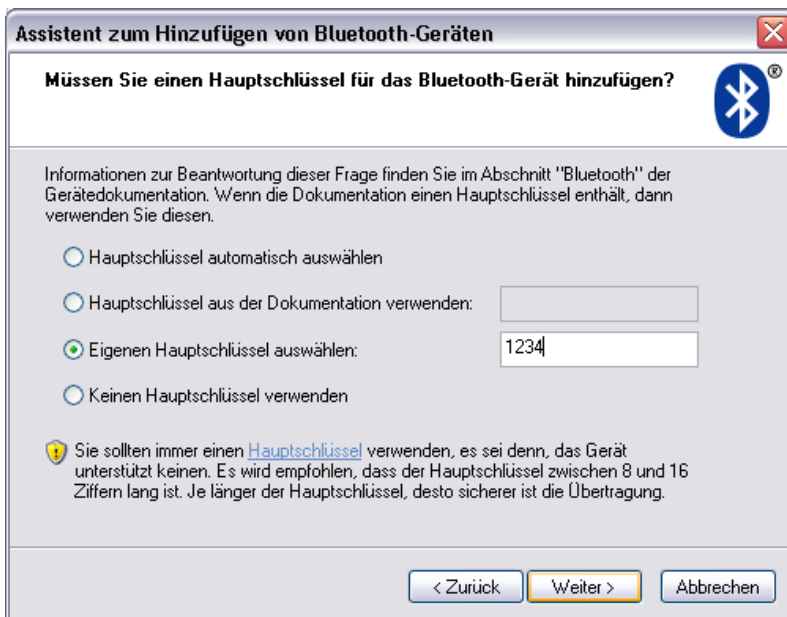 Assistent zum Hinzufügen von Bluetooth-Geräten
Müssen Sie einen Hauptschlüssel für das Bluetooth-Gerät hinzufügen?
®
Informationen zur Beantwortung dieser Frage finden Sie im Abschnitt "Bluetooth" der
Gerätedokumentation. Wenn die Dokumentation einen Hauptschlüssel enthält, dann
verwenden Sie diesen.
Hauptschlüssel automatisch auswählen
Hauptschlüssel aus der Dokumentation verwenden:
Eigenen Hauptschlüssel auswählen: 1234
Keinen Hauptschlüssel verwenden
Sie sollten immer einen Hauptschlüssel verwenden, es sei denn, das Gerät
unterstützt keinen. Es wird empfohlen, dass der Hauptschlüssel zwischen 8 und 16
Ziffern lang ist. Je länger der Hauptschlüssel, desto sicherer ist die Übertragung.
< Zurück Weiter > Abbrechen